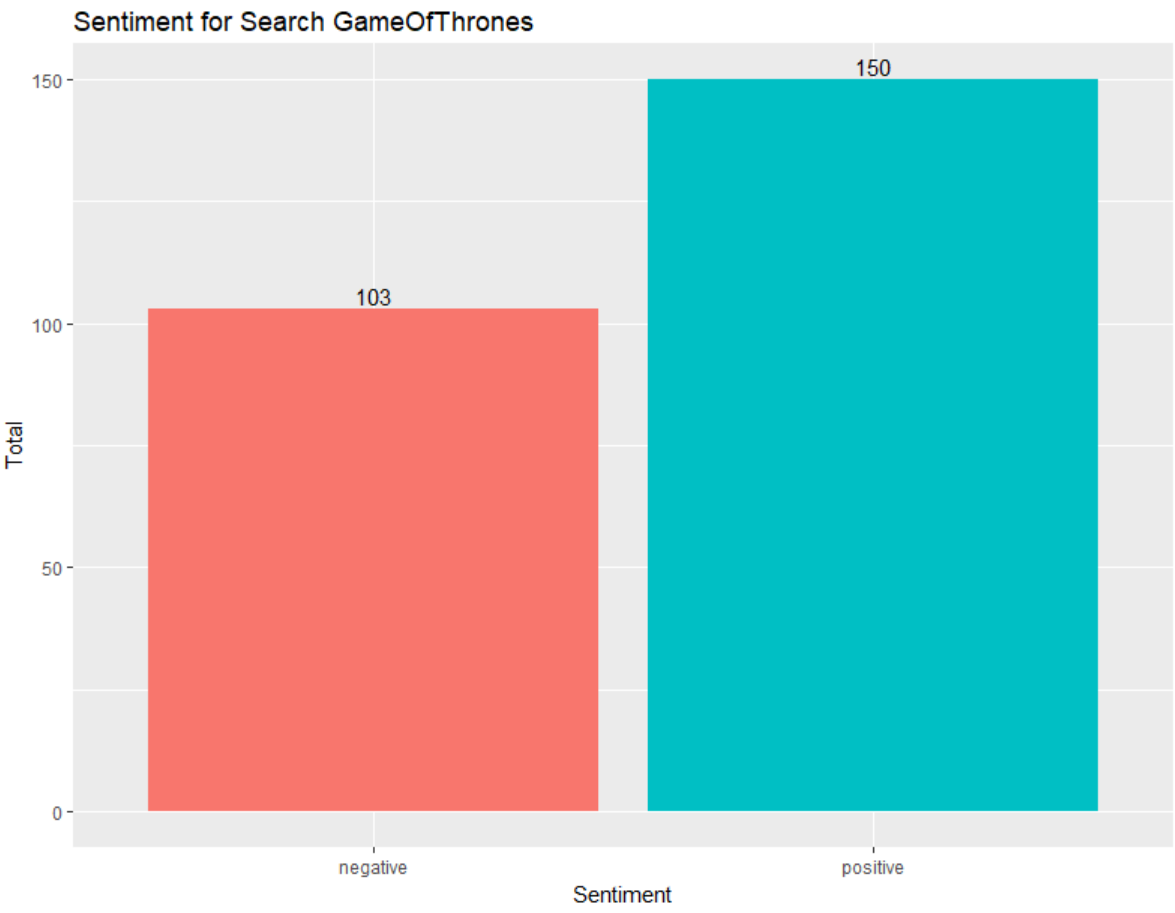 Sentiment for Search GameOfThrones
150
103
150
100
50
0
Total
negative positive
Sentiment